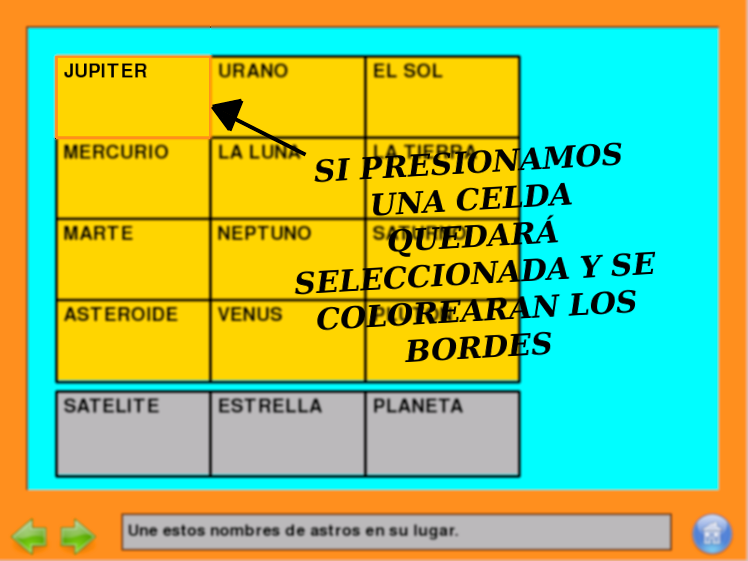 JUPITER URANO EL SOL
MERCURIO LA LUNA LA TIERRA
MARTE NEPTUNO SATURNO
ASTEROIDE VENUS PLUTON
SATELITE ESTRELLA PLANETA
SI PRESIONAMOS
UNA CELDA
QUEDARÁ
SELECCIONADA Y SE
COLOREARAN LOS
BORDES
Une estos nombres de astros en su lugar.